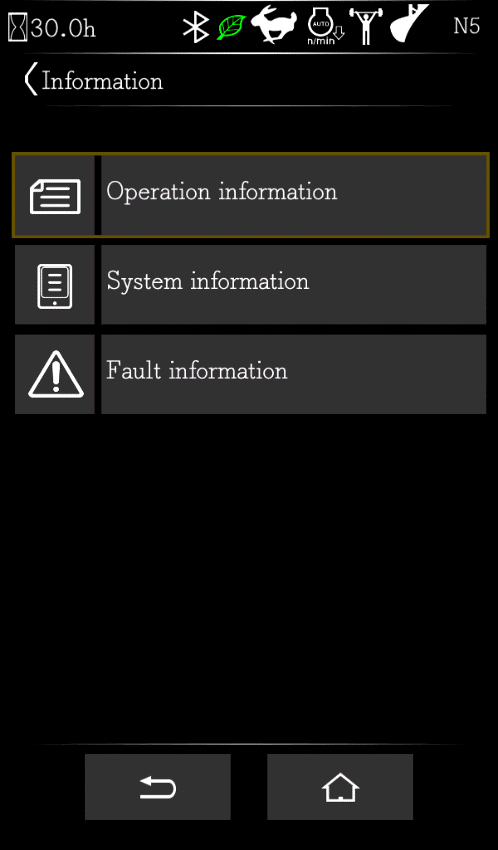 30.0h
AUTO
n/min
N5
Information
Operation information
System information
Fault information